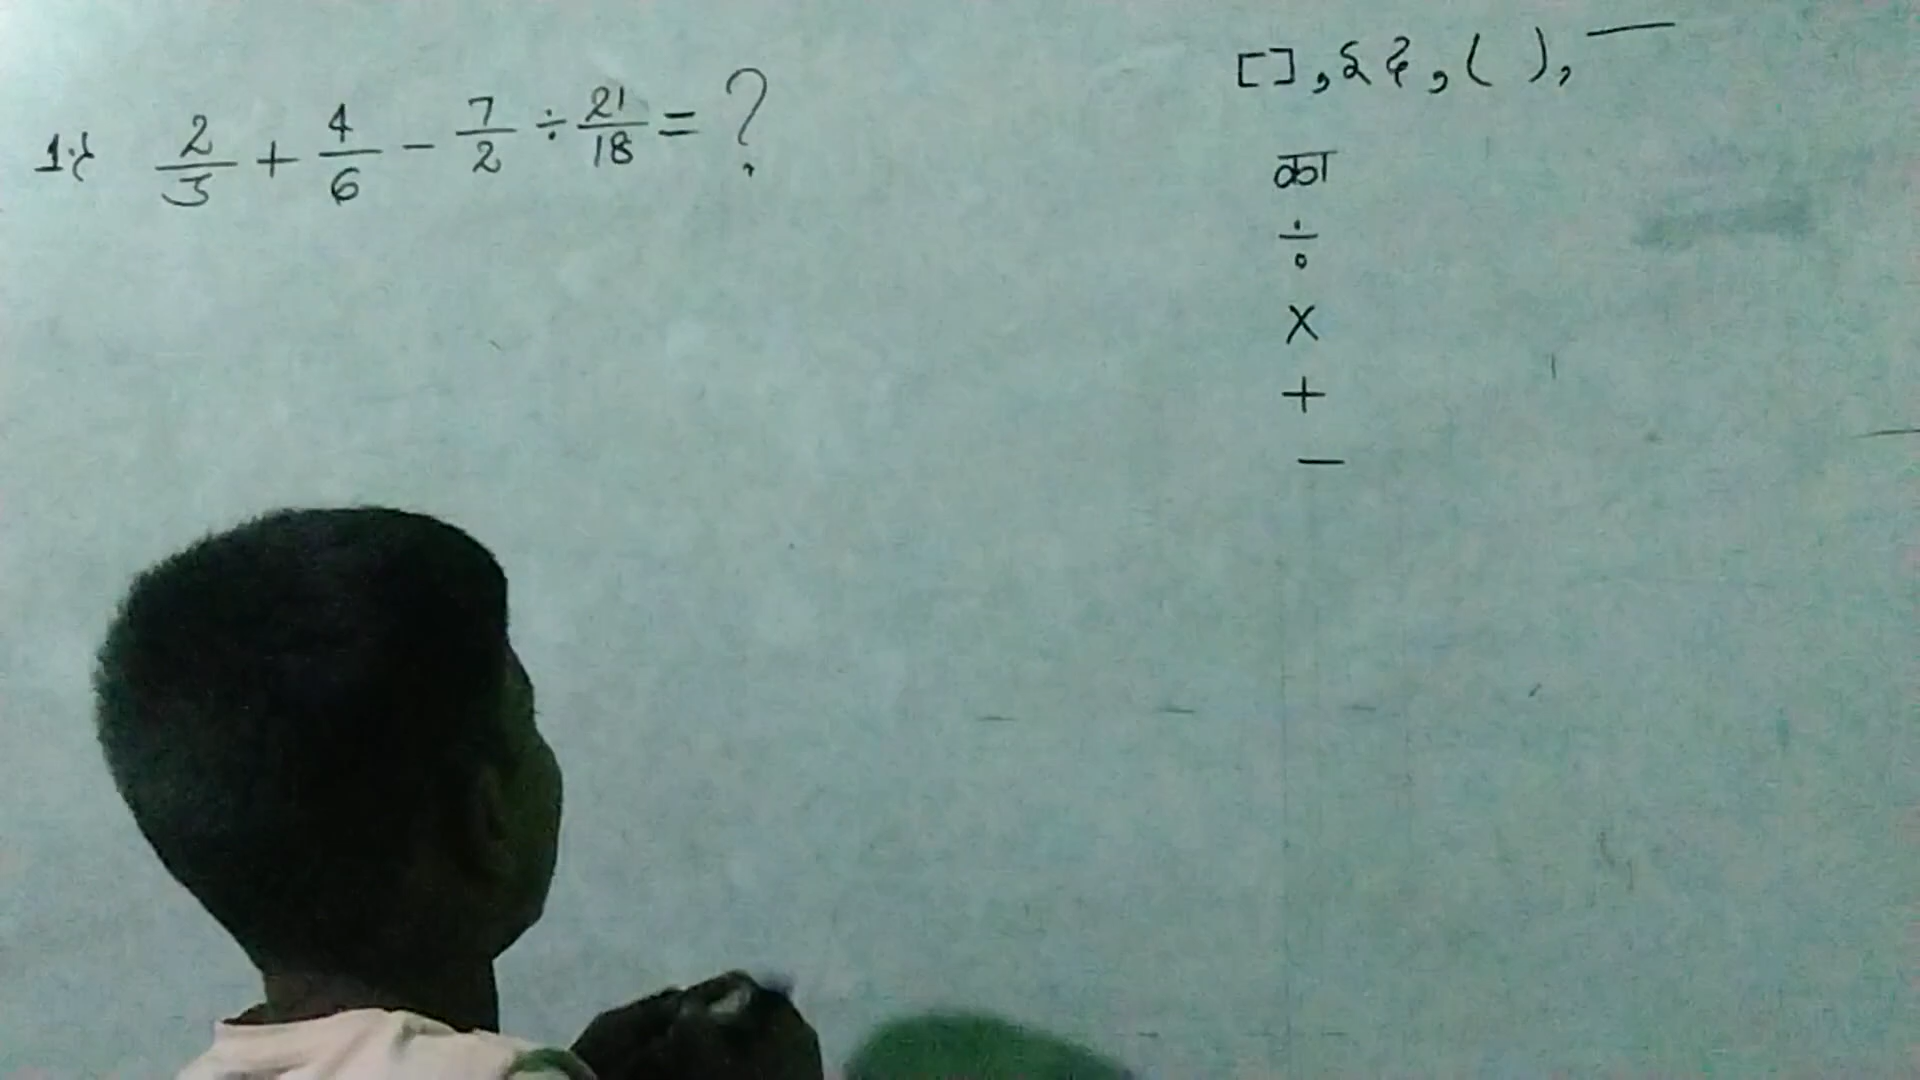 1:- 2/3 + 4/6 - 7/2 ÷ 21/18 = ?
[ ], { }, ( ), —
का
÷
×
+
−